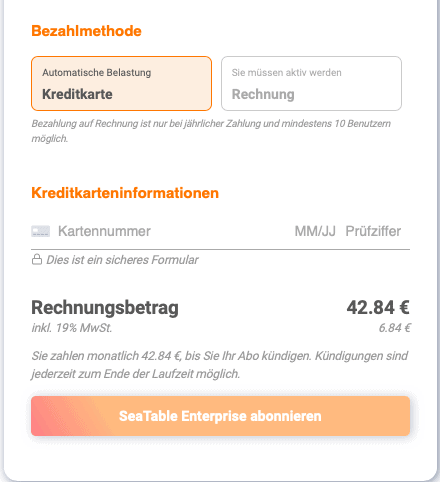 Bezahlmethode
Automatische Belastung
Kreditkarte
Sie müssen aktiv werden
Rechnung
Bezahlung auf Rechnung ist nur bei jährlicher Zahlung und mindestens 10 Benutzern
möglich.
Kreditkarteninformationen
Kartennummer MM/JJ Prüfziffer
Dies ist ein sicheres Formular
Rechnungsbetrag 42.84 €
inkl. 19% MwSt. 6.84 €
Sie zahlen monatlich 42.84 €, bis Sie Ihr Abo kündigen. Kündigungen sind
jederzeit zum Ende der Laufzeit möglich.
SeaTable Enterprise abonnieren